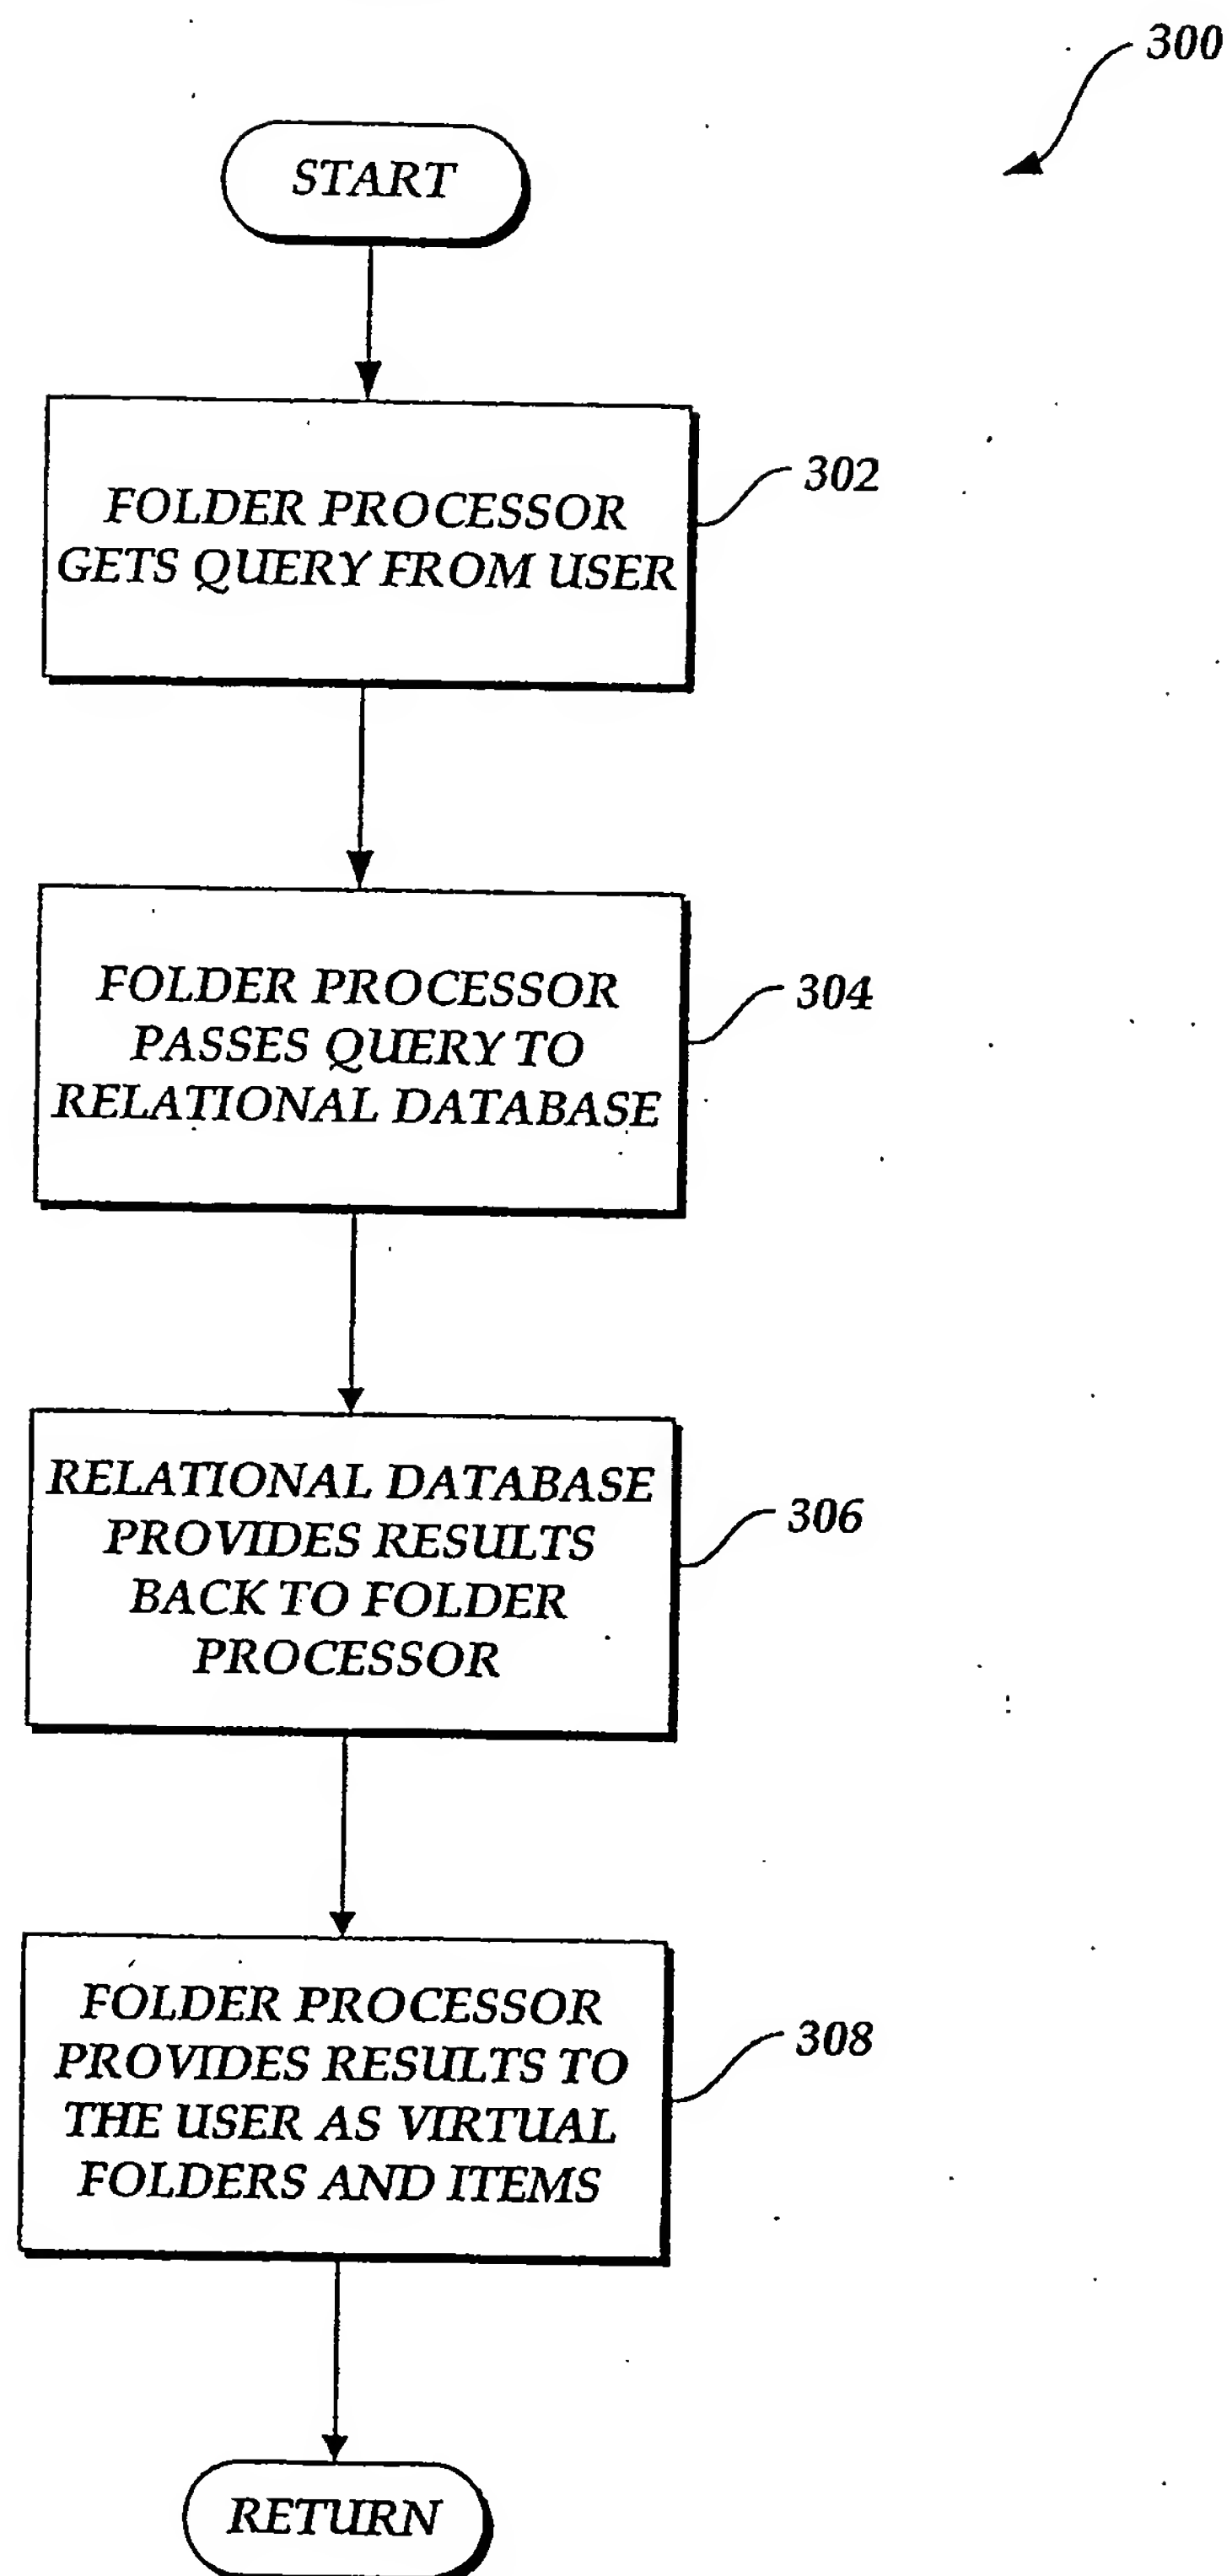 300
START
FOLDER PROCESSOR
GETS QUERY FROM USER
302
FOLDER PROCESSOR
PASSES QUERY TO
RELATIONAL DATABASE
304
RELATIONAL DATABASE
PROVIDES RESULTS
BACK TO FOLDER
PROCESSOR
306
FOLDER PROCESSOR
PROVIDES RESULTS TO
THE USER AS VIRTUAL
FOLDERS AND ITEMS
308
RETURN